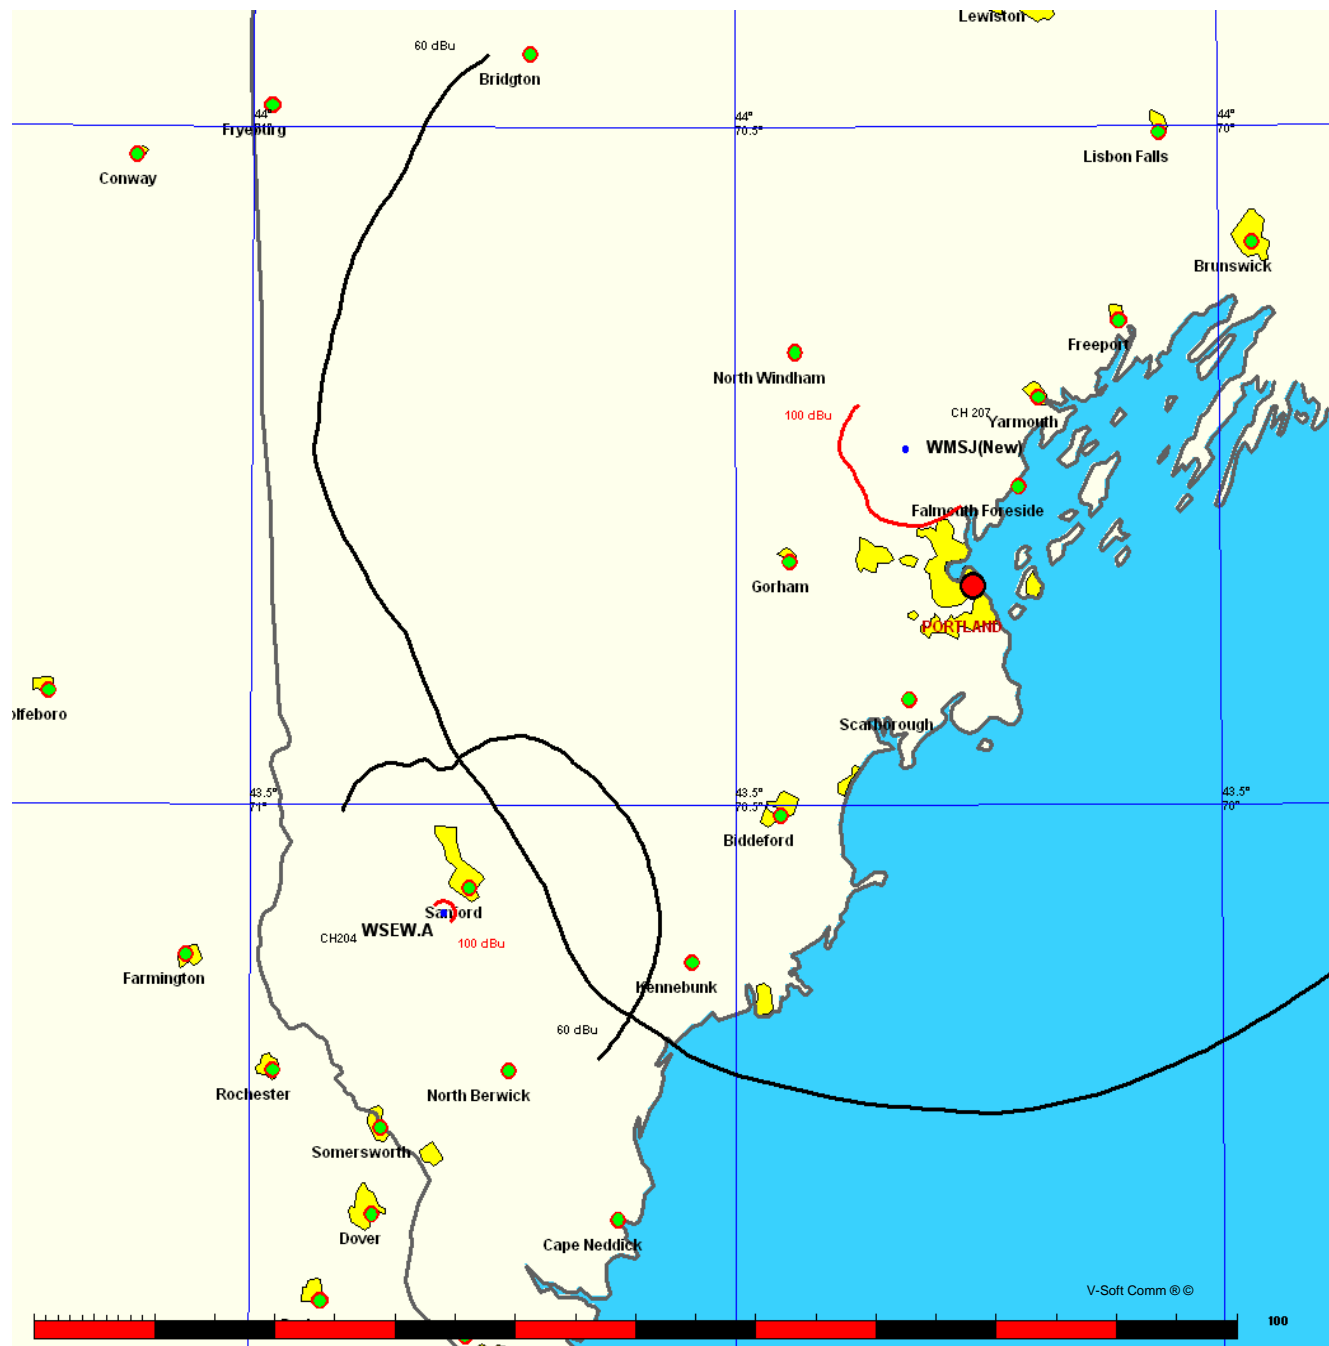 Lewiston
60 dBu
Bridgton
44°
Fryeburg
44°
70.5°
44°
70°
Lisbon Falls
Conway
Brunswick
Freeport
North Windham
100 dBu
CH 207
Yarmouth
WMSJ(New)
Falmouth Foreside
Gorham
PORTLAND
olfeboro
Scarborough
43.5°
71°
43.5°
70.5°
43.5°
70°
Biddeford
Sanford
WSEW.A
CH204
100 dBu
Farmington
Kennebunk
60 dBu
Rochester
North Berwick
Somersworth
Dover
Cape Neddick
V-Soft Comm ® ©
100